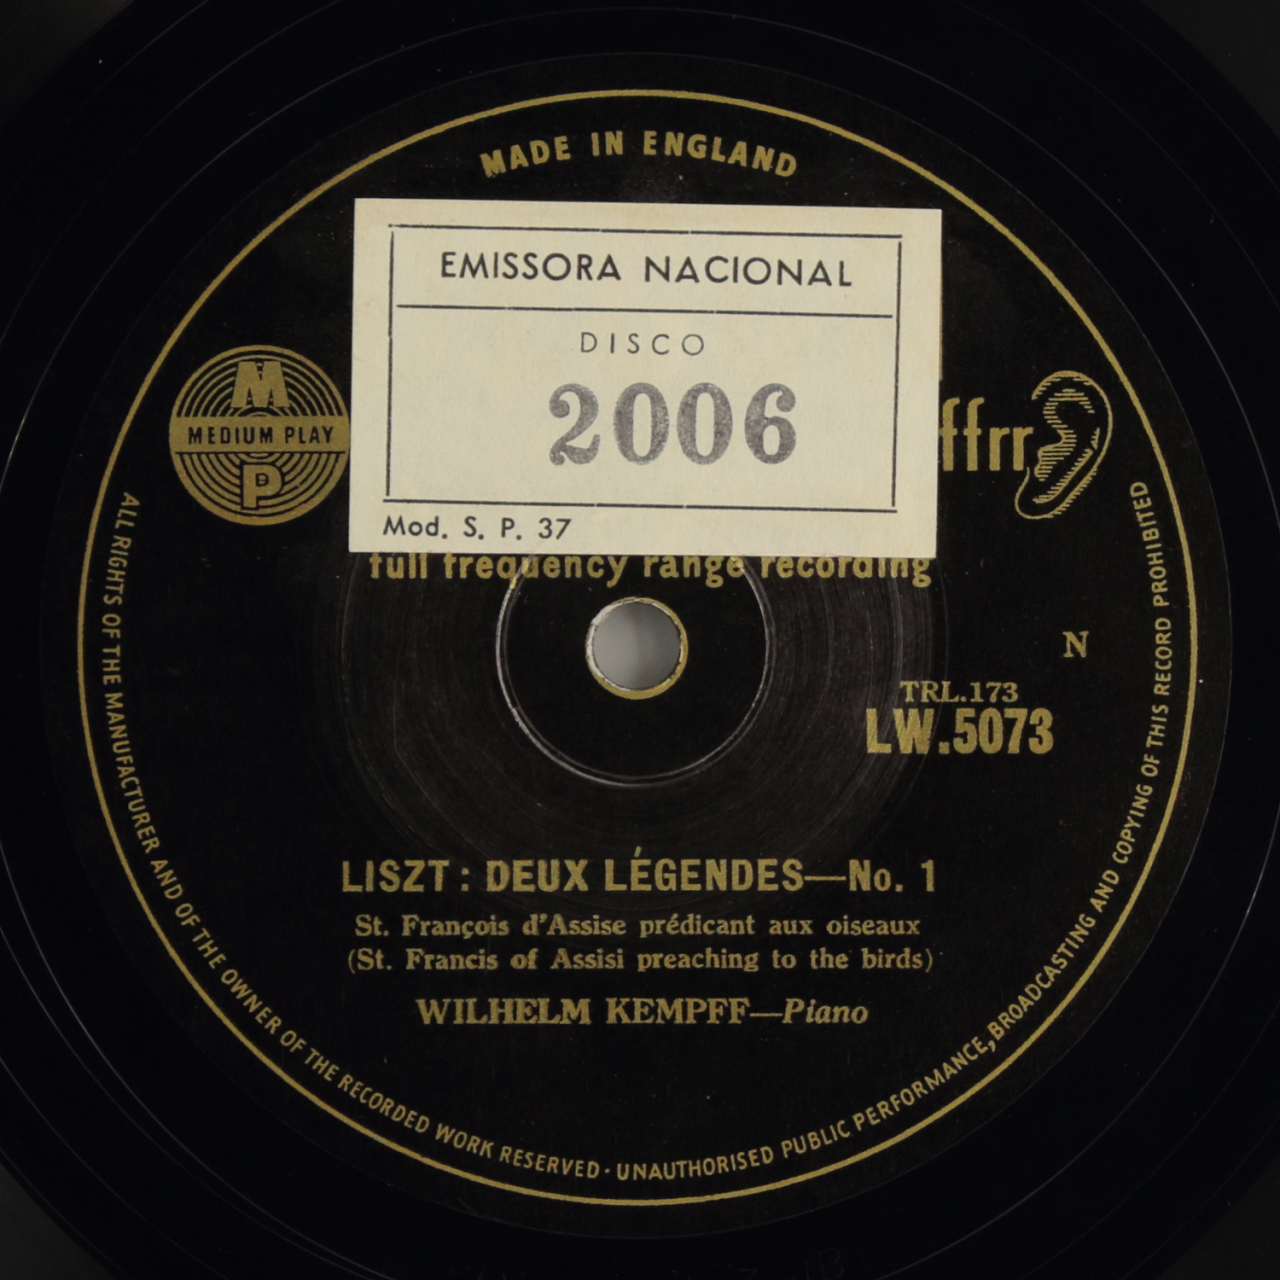 MADE IN ENGLAND
EMISSORA NACIONAL
DISCO
2006
Mod. S. P. 37
M
MEDIUM PLAY
P
ffrr
full frequency range recording
N
TRL.173
LW.5073
LISZT: DEUX LÉGENDES—No. 1
St. François d'Assise prédicant aux oiseaux
(St. Francis of Assisi preaching to the birds)
WILHELM KEMPFF—Piano
ALL RIGHTS OF THE MANUFACTURER AND OF THE OWNER OF THE RECORDED WORK RESERVED · UNAUTHORISED PUBLIC PERFORMANCE, BROADCASTING AND COPYING OF THIS RECORD PROHIBITED